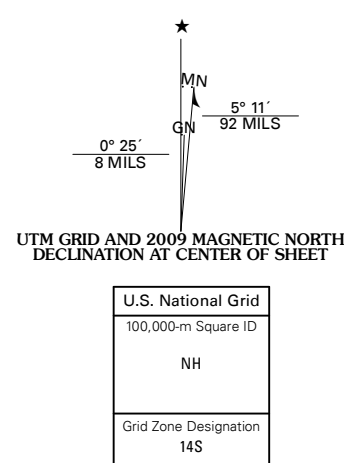 ★
MN
5° 11´
92 MILS
GN
0° 25´
8 MILS
UTM GRID AND 2009 MAGNETIC NORTH
DECLINATION AT CENTER OF SHEET
U.S. National Grid
100,000-m Square ID
NH
Grid Zone Designation
14S